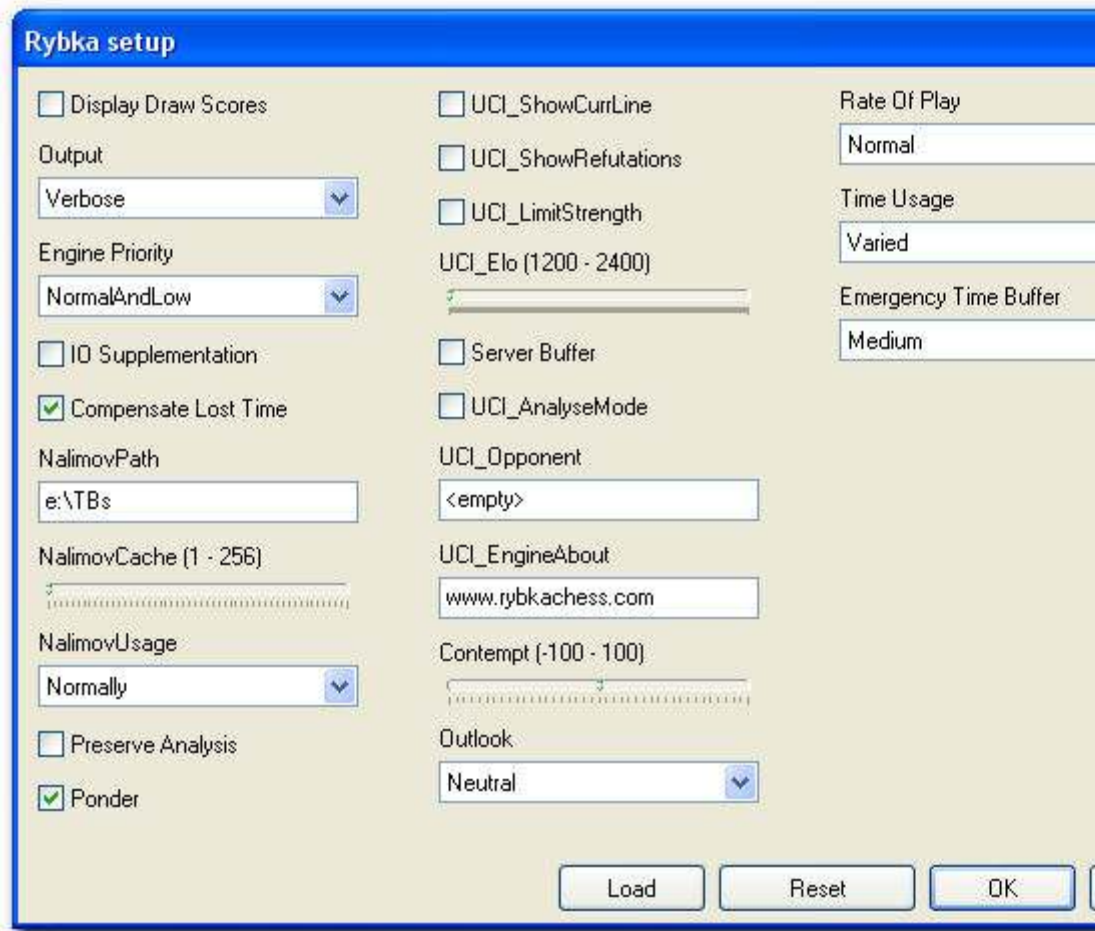 Rybka setup
Display Draw Scores
Output
Verbose
Engine Priority
NormalAndLow
IO Supplementation
Compensate Lost Time
NalimovPath
e:\TBs
NalimovCache (1 - 256)
NalimovUsage
Normally
Preserve Analysis
Ponder
UCI_ShowCurrLine
UCI_ShowRefutations
UCI_LimitStrength
UCI_Elo (1200 - 2400)
Server Buffer
UCI_AnalyseMode
UCI_Opponent
<empty>
UCI_EngineAbout
www.rybkachess.com
Contempt (-100 - 100)
Outlook
Neutral
Rate Of Play
Normal
Time Usage
Varied
Emergency Time Buffer
Medium
Load
Reset
OK